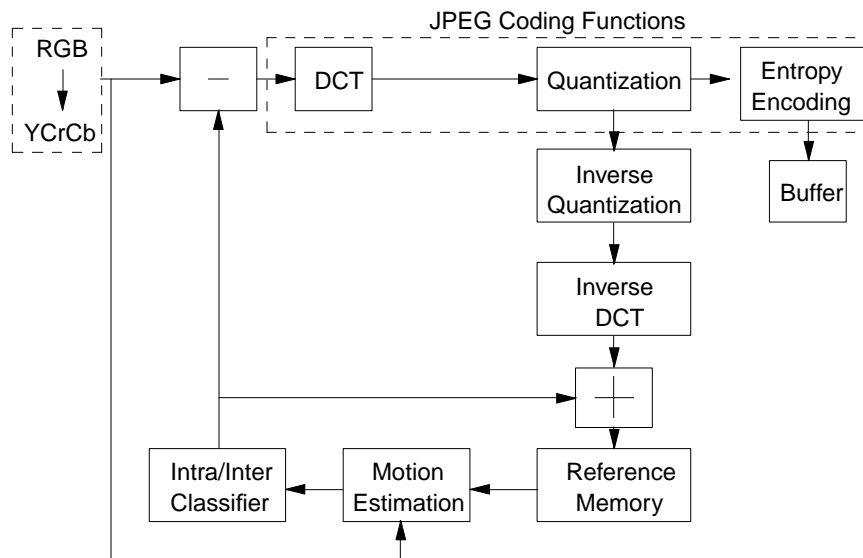 JPEG Coding Functions
RGB
YCrCb
DCT
Quantization
Entropy
Encoding
Inverse
Quantization
Buffer
Inverse
DCT
Intra/Inter
Classifier
Motion
Estimation
Reference
Memory